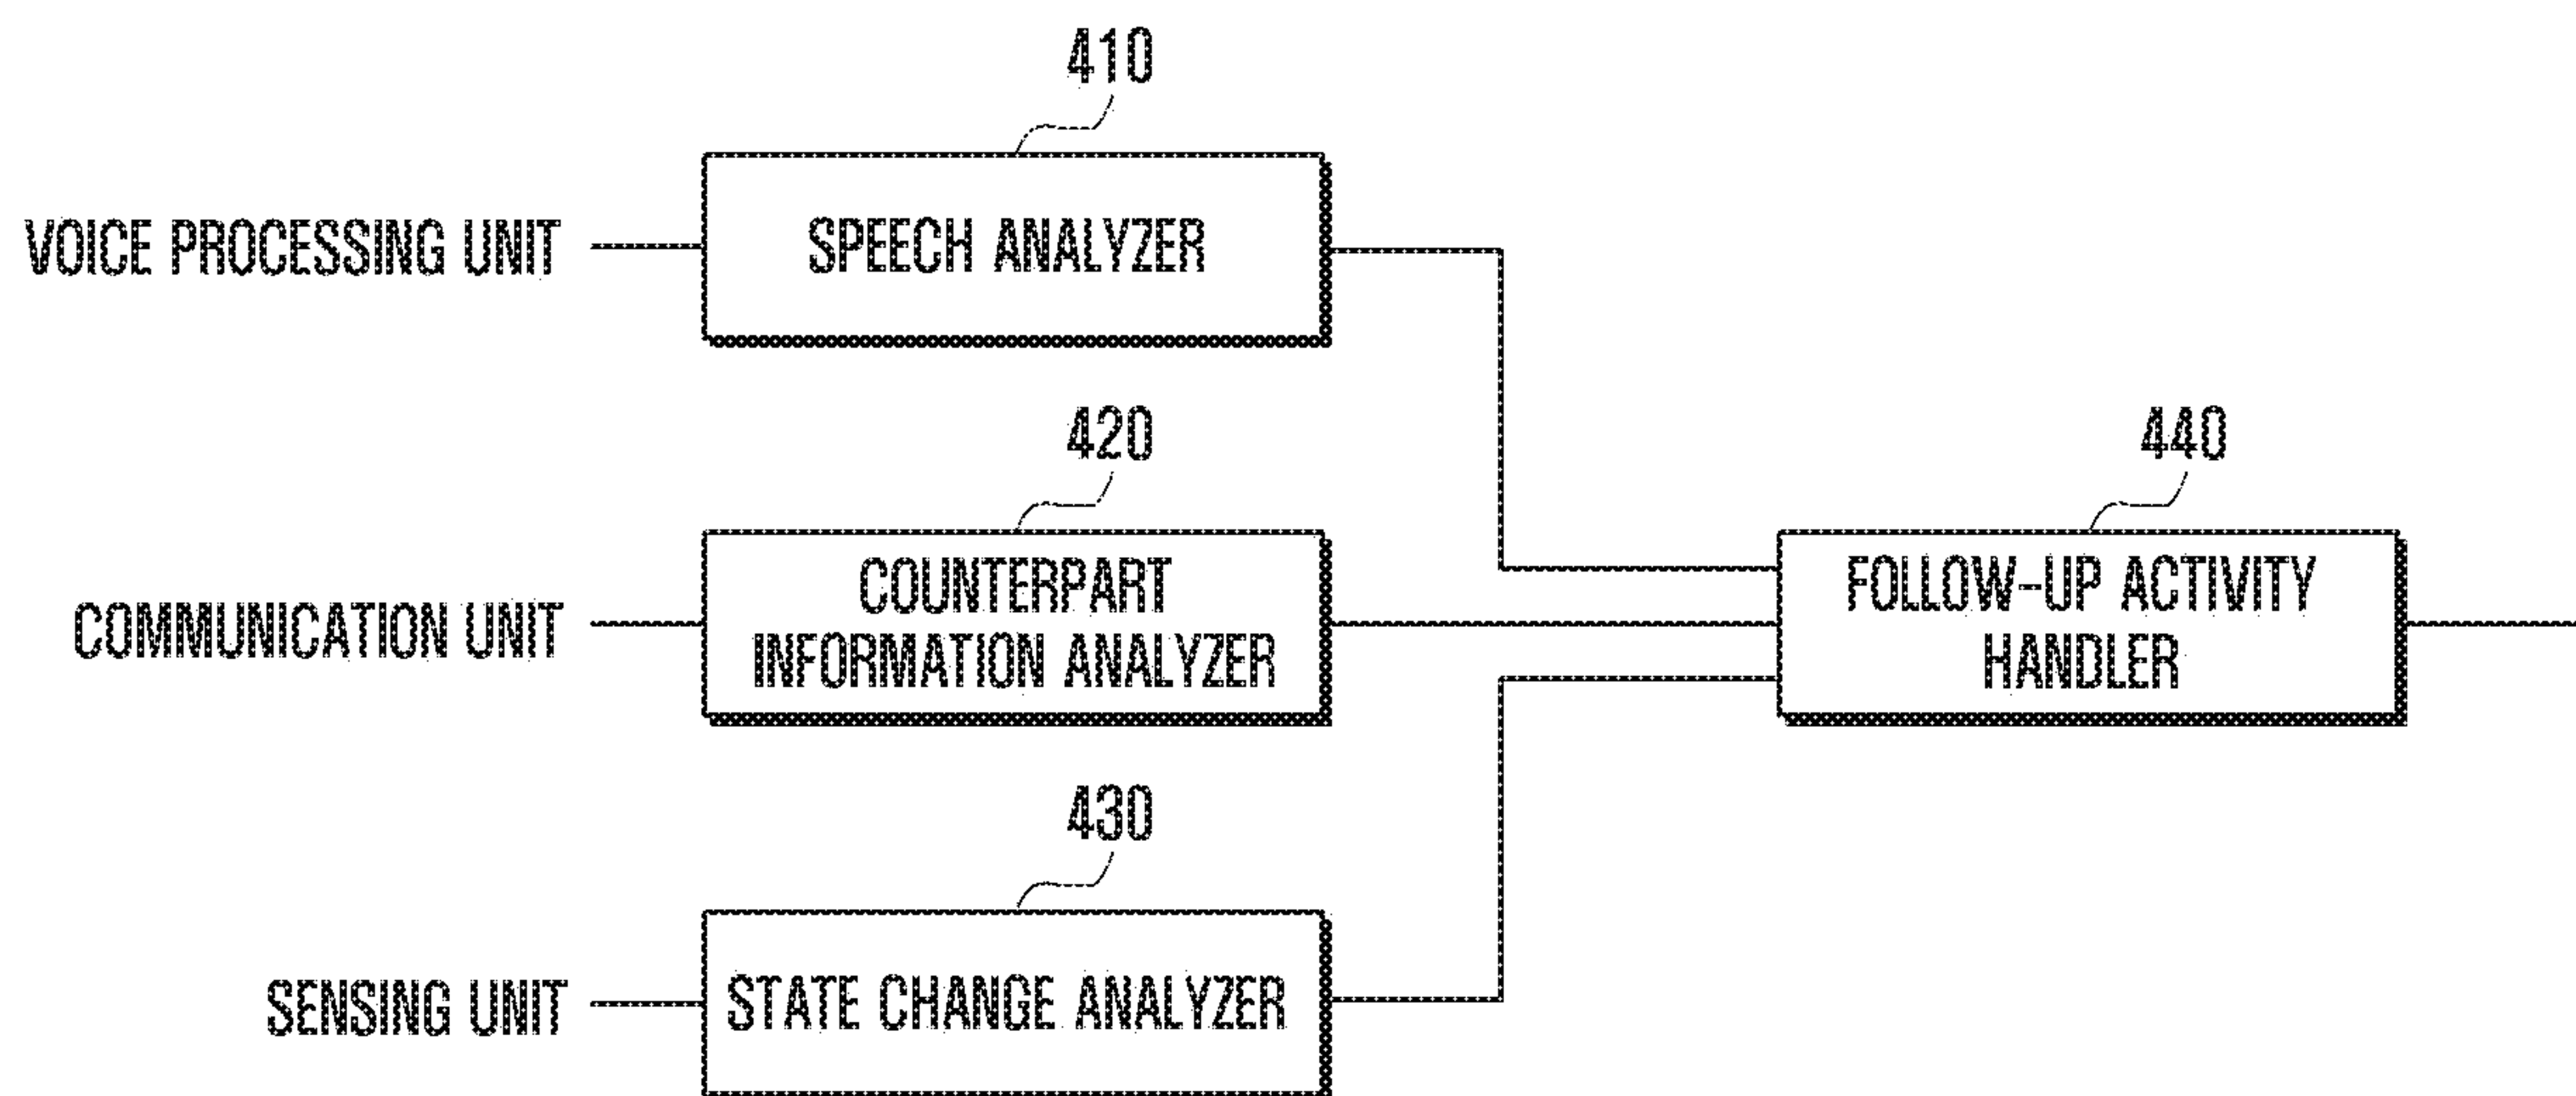 410
VOICE PROCESSING UNIT
SPEECH ANALYZER
420
440
COMMUNICATION UNIT
COUNTERPART
INFORMATION ANALYZER
FOLLOW-UP ACTIVITY
HANDLER
430
SENSING UNIT
STATE CHANGE ANALYZER